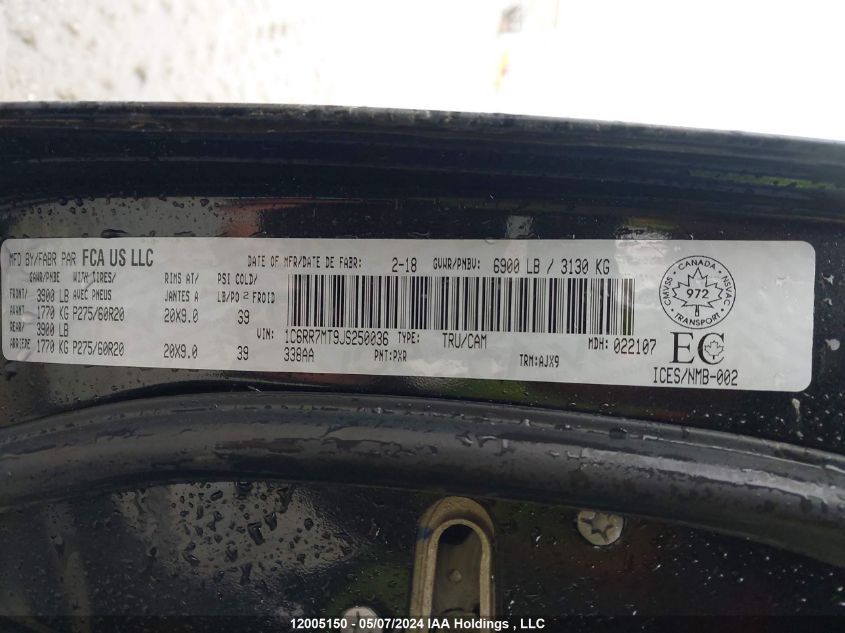 MFD BY/FABR PAR FCA US LLC
DATE OF MFR/DATE DE FABR: 2-18 GVWR/PNBV: 6900 LB / 3130 KG
GAWR/PNBE WITH TIRES/ RIMS AT/ PSI COLD/
FRONT/ 3900 LB AVEC PNEUS JANTES A LB/PO 2 FROID
AVANT 1770 KG P275/60R20 20X9.0 39
REAR/ 3900 LB
ARRIERE 1770 KG P275/60R20 20X9.0 39
VIN: 1C6RR7MT9JS250036 TYPE: TRU/CAM MDH: 022107
338AA PNT:PXR TRM:AJX9
CMVSS · CANADA · NSVAC
972
TRANSPORT
EC
ICES/NMB-002
12005150 - 05/07/2024 IAA Holdings , LLC